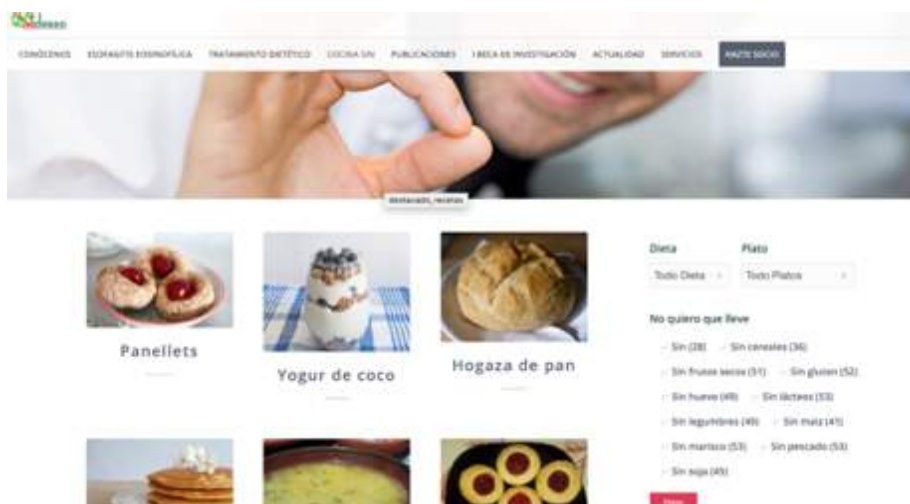 CONÓCENOS ESOFAGITIS EOSINOFÍLICA TRATAMIENTO DIETÉTICO COCINA SIN PUBLICACIONES I BECA DE INVESTIGACIÓN ACTUALIDAD SERVICIOS HAZTE SOCIO
destacado, recetas
Dieta Plato
Todo Dieta Todo Platos
No quiero que lleve
Sin (28) Sin cereales (36)
Sin frutos secos (51) Sin gluten (52)
Sin huevo (49) Sin lácteos (53)
Sin legumbres (49) Sin maíz (41)
Sin marisco (53) Sin pescado (53)
Sin soja (45)
Panellets
Yogur de coco
Hogaza de pan